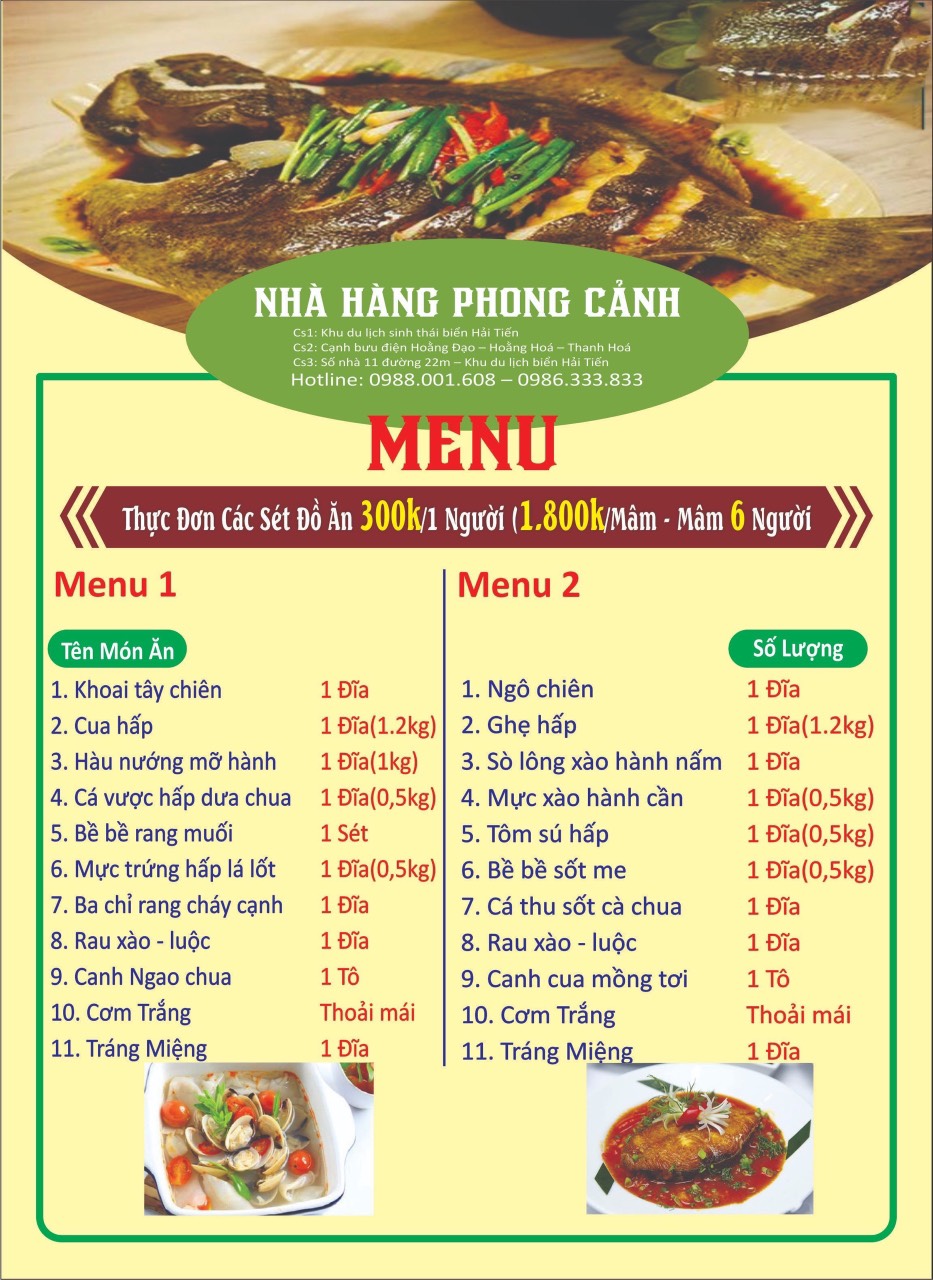 NHÀ HÀNG PHONG CẢNH
Cs1: Khu du lịch sinh thái biển Hải Tiến
Cs2: Cạnh bưu điện Hoằng Đạo – Hoằng Hoá – Thanh Hoá
Cs3: Số nhà 11 đường 22m – Khu du lịch biển Hải Tiến
Hotline: 0988.001.608 – 0986.333.833
MENU
Thực Đơn Các Sét Đồ Ăn 300k/1 Người (1.800k/Mâm - Mâm 6 Người
Menu 1
Tên Món Ăn
1. Khoai tây chiên 1 Đĩa
2. Cua hấp 1 Đĩa(1.2kg)
3. Hàu nướng mỡ hành 1 Đĩa(1kg)
4. Cá vược hấp dưa chua 1 Đĩa(0,5kg)
5. Bề bề rang muối 1 Sét
6. Mực trứng hấp lá lốt 1 Đĩa(0,5kg)
7. Ba chỉ rang cháy cạnh 1 Đĩa
8. Rau xào - luộc 1 Đĩa
9. Canh Ngao chua 1 Tô
10. Cơm Trắng Thoải mái
11. Tráng Miệng 1 Đĩa
Menu 2
Số Lượng
1. Ngô chiên 1 Đĩa
2. Ghẹ hấp 1 Đĩa(1.2kg)
3. Sò lông xào hành nấm 1 Đĩa
4. Mực xào hành cần 1 Đĩa(0,5kg)
5. Tôm sú hấp 1 Đĩa(0,5kg)
6. Bề bề sốt me 1 Đĩa(0,5kg)
7. Cá thu sốt cà chua 1 Đĩa
8. Rau xào - luộc 1 Đĩa
9. Canh cua mồng tơi 1 Tô
10. Cơm Trắng Thoải mái
11. Tráng Miệng 1 Đĩa